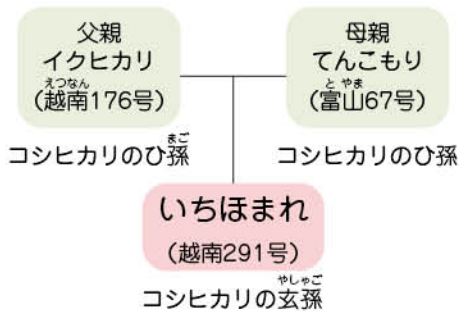 父親
イクヒカリ
えつなん
（越南176号）
まご
コシヒカリのひ孫
母親
てんこもり
とやま
（富山67号）
コシヒカリのひ孫
いちほまれ
（越南291号）
やしゃご
コシヒカリの玄孫